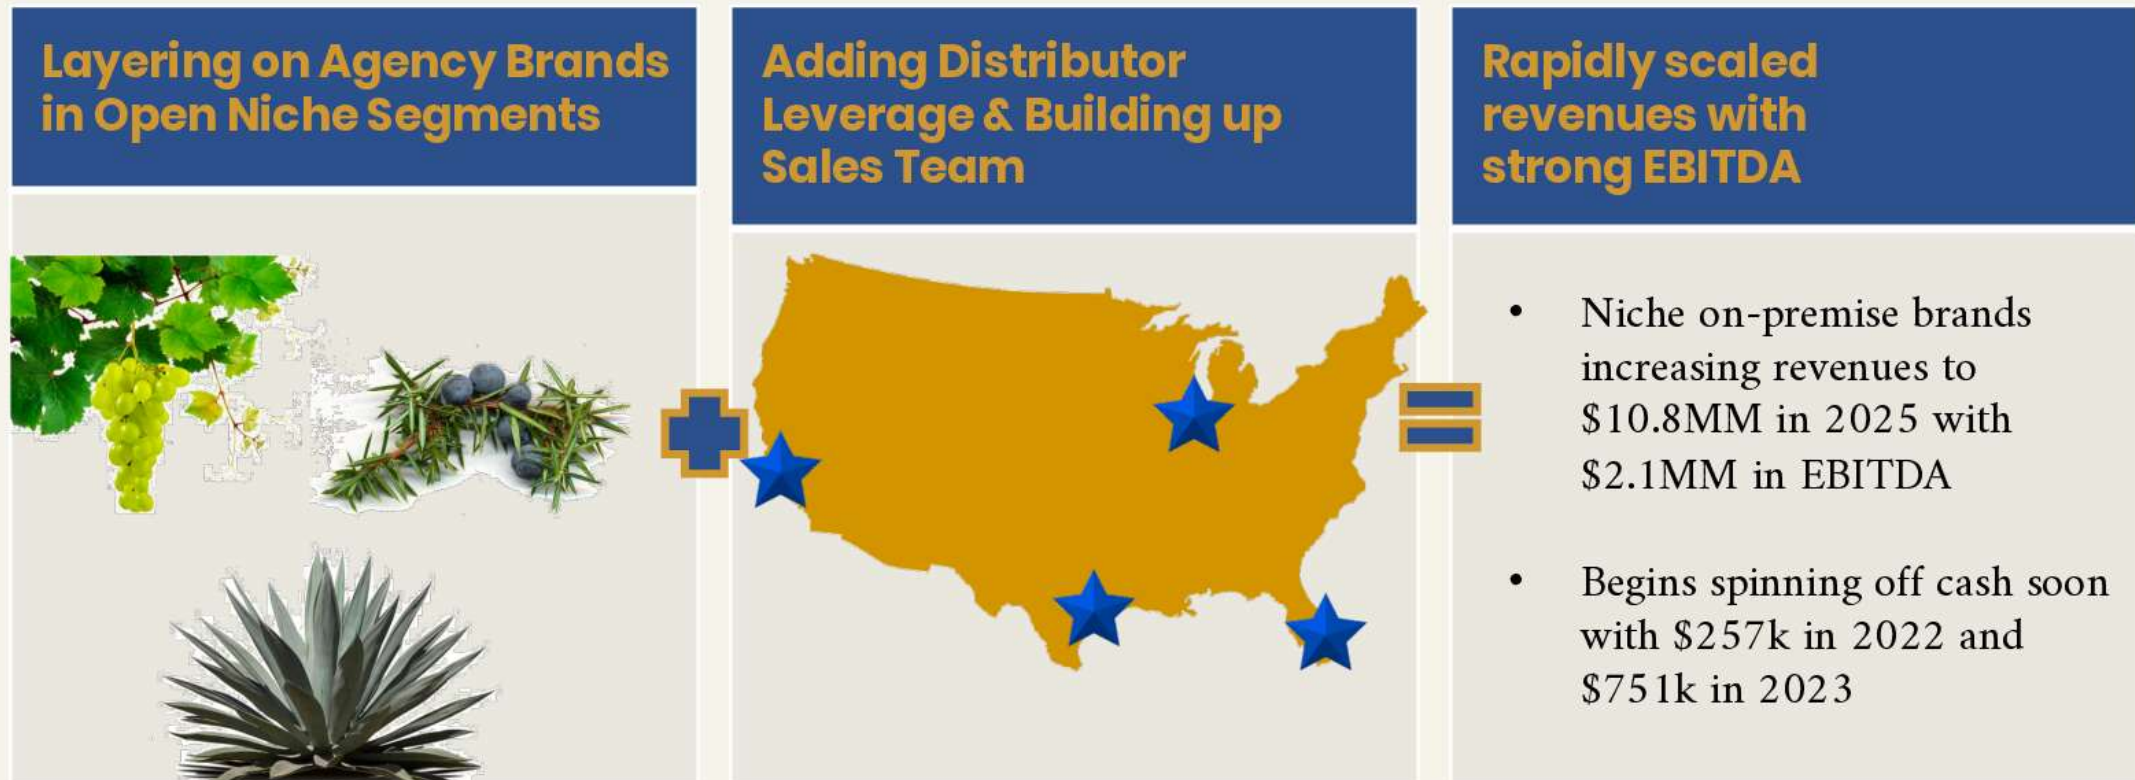 Layering on Agency Brands
in Open Niche Segments
Adding Distributor
Leverage & Building up
Sales Team
Rapidly scaled
revenues with
strong EBITDA
• Niche on-premise brands
increasing revenues to
$10.8MM in 2025 with
$2.1MM in EBITDA
• Begins spinning off cash soon
with $257k in 2022 and
$751k in 2023